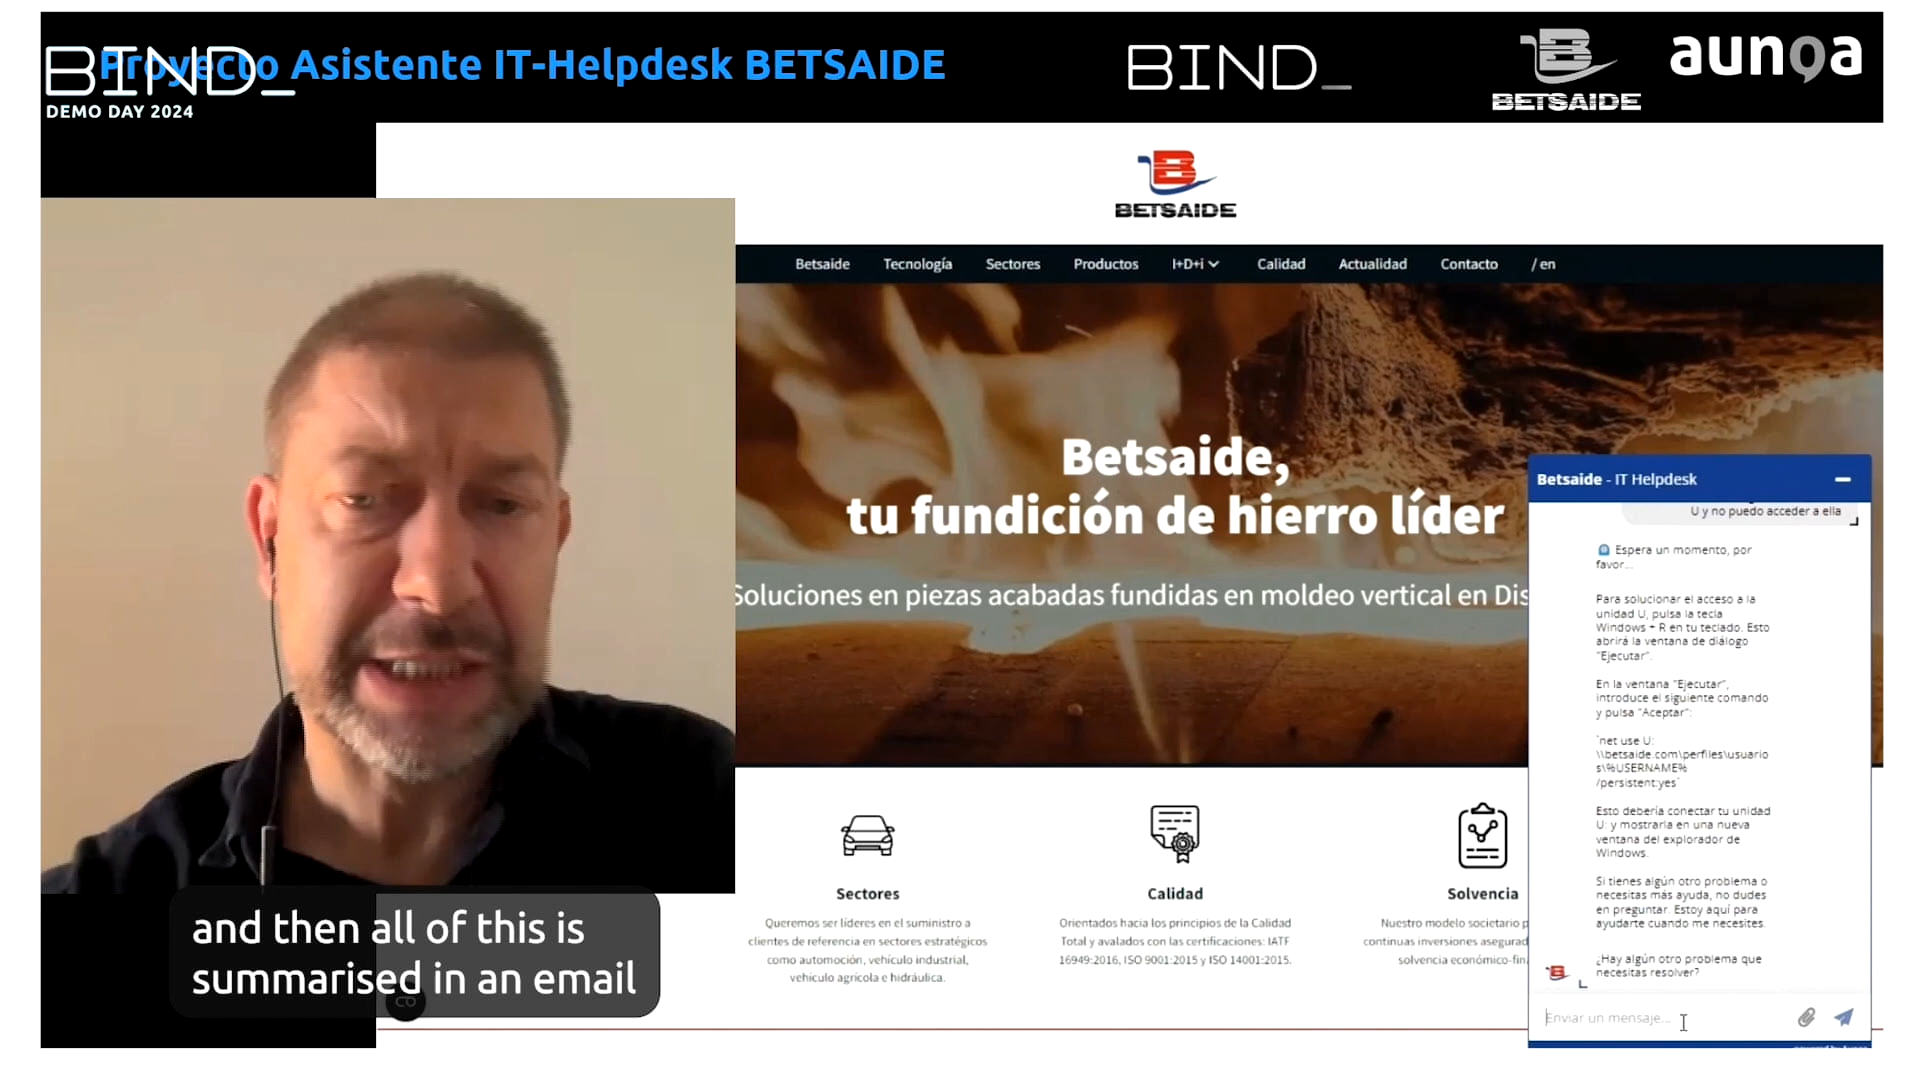 Proyecto Asistente IT-Helpdesk BETSAIDE
BIND_
DEMO DAY 2024
BIND_
BETSAIDE
aunoa
BETSAIDE
Betsaide Tecnología Sectores Productos I+D+i Calidad Actualidad Contacto / en
Betsaide,
tu fundición de hierro líder
Soluciones en piezas acabadas fundidas en moldeo vertical en Dis
Sectores
Queremos ser líderes en el suministro a
clientes de referencia en sectores estratégicos
como automoción, vehículo industrial,
vehículo agrícola e hidráulica.
Calidad
Orientados hacia los principios de la Calidad
Total y avalados con las certificaciones: IATF
16949:2016, ISO 9001:2015 y ISO 14001:2015.
Solvencia
Nuestro modelo societario p
continuas inversiones asegurad
solvencia económico-fin
Betsaide - IT Helpdesk
U y no puedo acceder a ella
Espera un momento, por
favor...
Para solucionar el acceso a la
unidad U, pulsa la tecla
Windows + R en tu teclado. Esto
abrirá la ventana de diálogo
"Ejecutar".
En la ventana "Ejecutar",
introduce el siguiente comando
y pulsa "Aceptar":
`net use U:
\\betsaide.com\perfiles\usuario
s\%USERNAME%
/persistent:yes`
Esto debería conectar tu unidad
U: y mostrarla en una nueva
ventana del explorador de
Windows.
Si tienes algún otro problema o
necesitas más ayuda, no dudes
en preguntar. Estoy aquí para
ayudarte cuando me necesites.
¿Hay algún otro problema que
necesitas resolver?
Enviar un mensaje...
and then all of this is
summarised in an email